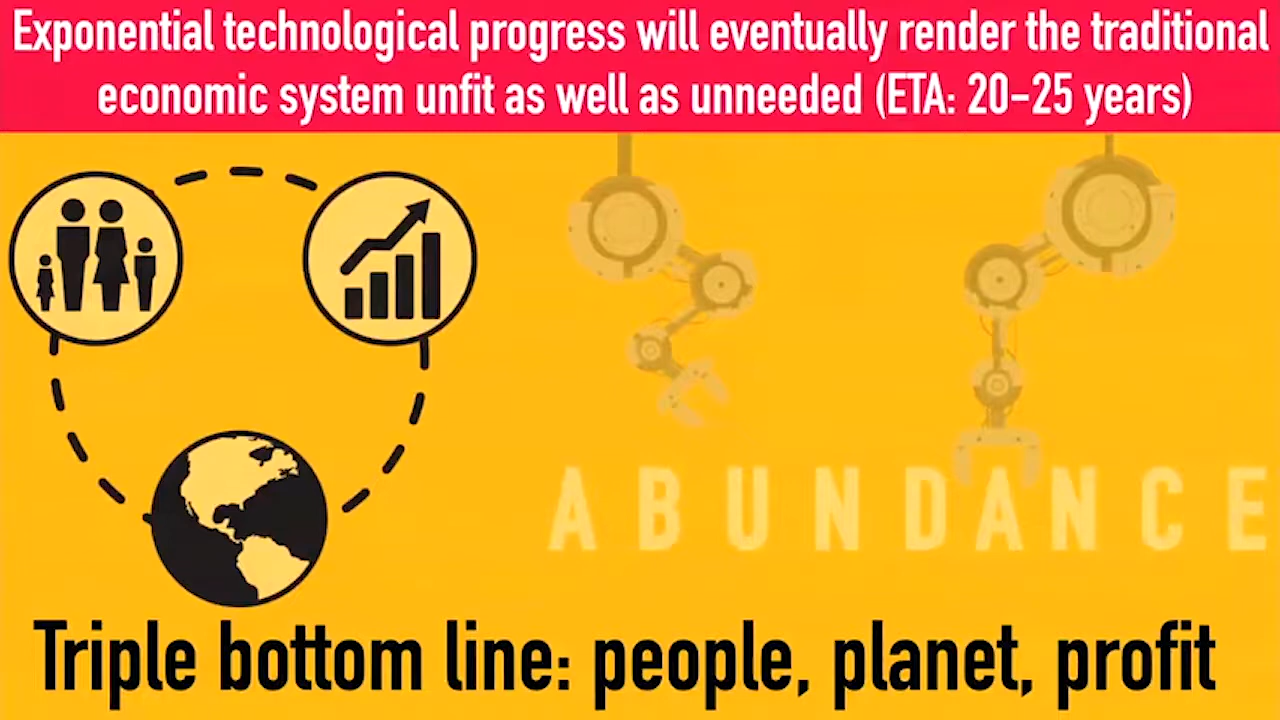 Exponential technological progress will eventually render the traditional
economic system unfit as well as unneeded (ETA: 20–25 years)
ABUNDANCE
Triple bottom line: people, planet, profit